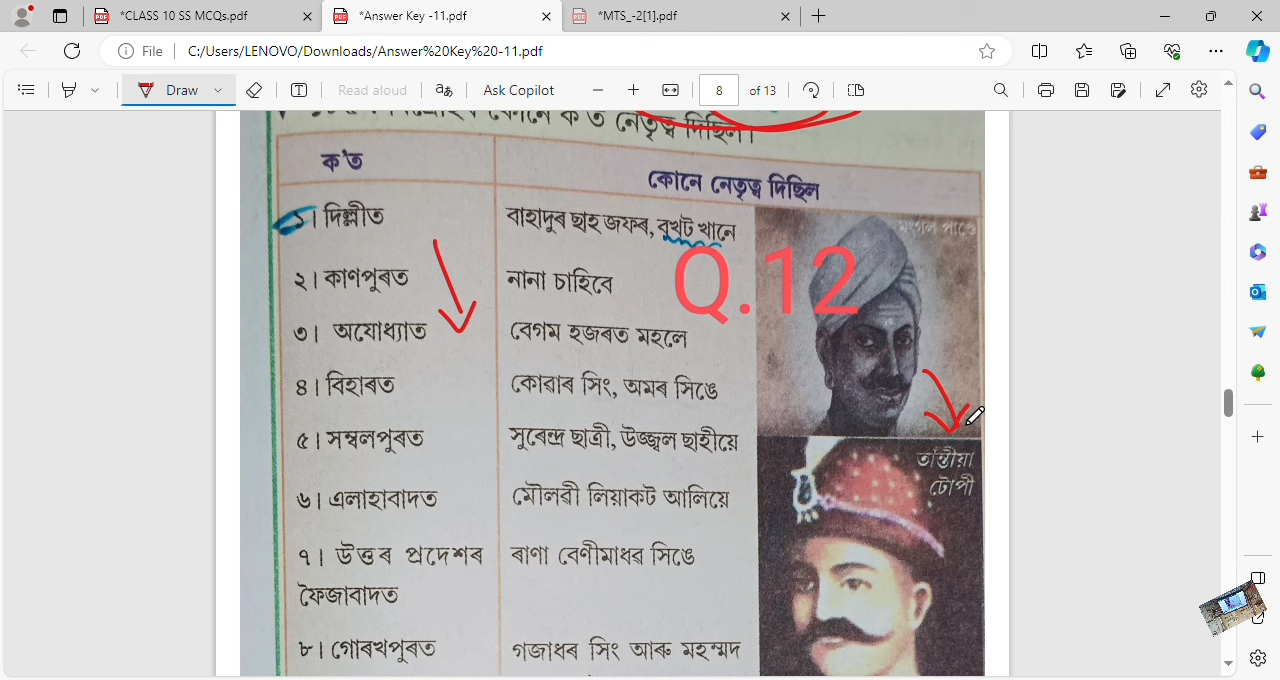 *CLASS 10 SS MCQs.pdf
*Answer Key -11.pdf
*MTS_-2[1].pdf
File
C:/Users/LENOVO/Downloads/Answer%20Key%20-11.pdf
Draw
Read aloud
Ask Copilot
8
of 13
নেতৃত্ব দিছিল।
ক'ত
কোনে নেতৃত্ব দিছিল
১। দিল্লীত
বাহাদুৰ ছাহ জফৰ, বুখট খানে
মংগল পাণ্ডে
Q.12
২। কাণপুৰত
নানা চাহিবে
৩। অযোধ্যাত
বেগম হজৰত মহলে
৪। বিহাৰত
কোৱাৰ সিং, অমৰ সিঙে
৫। সম্বলপুৰত
সুৰেন্দ্ৰ ছাত্ৰী, উজ্জ্বল ছাহীয়ে
তাঁন্তীয়া
টোপী
৬। এলাহাবাদত
মৌলৱী লিয়াকট আলিয়ে
৭। উত্তৰ প্ৰদেশৰ
ফৈজাবাদত
ৰাণা বেণীমাধৱ সিঙে
৮। গোৰখপুৰত
গজাধৰ সিং আৰু মহম্মদ